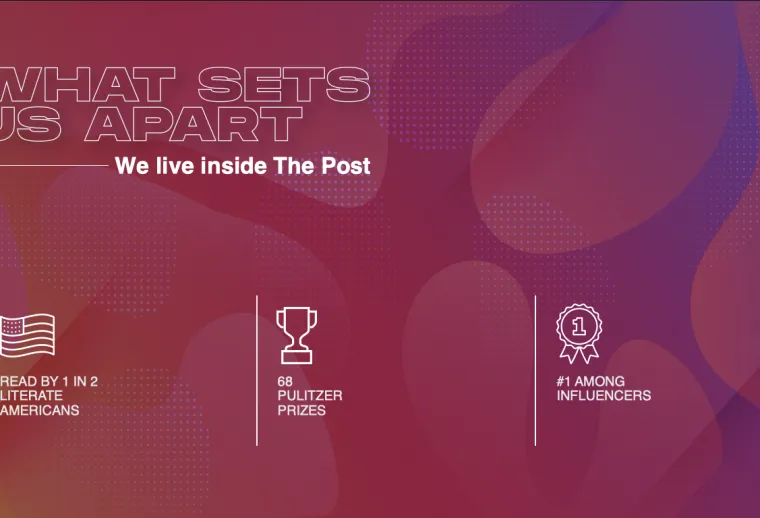 WHAT SETS
US APART
We live inside The Post
1
READ BY 1 IN 2
LITERATE
AMERICANS
68
PULITZER
PRIZES
#1 AMONG
INFLUENCERS